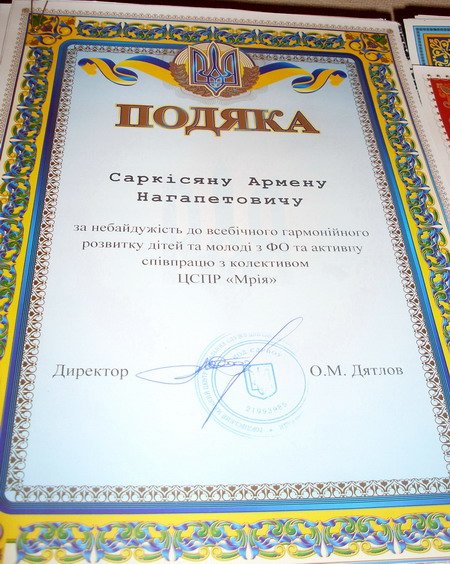 ПОДЯКА
Саркісяну Армену
Нагапетовичу
за небайдужість до всебічного гармонійного
розвитку дітей та молоді з ФО та активну
співпрацю з колективом
ЦСПР «Мрія»
Директор
О.М. Дятлов
21993985